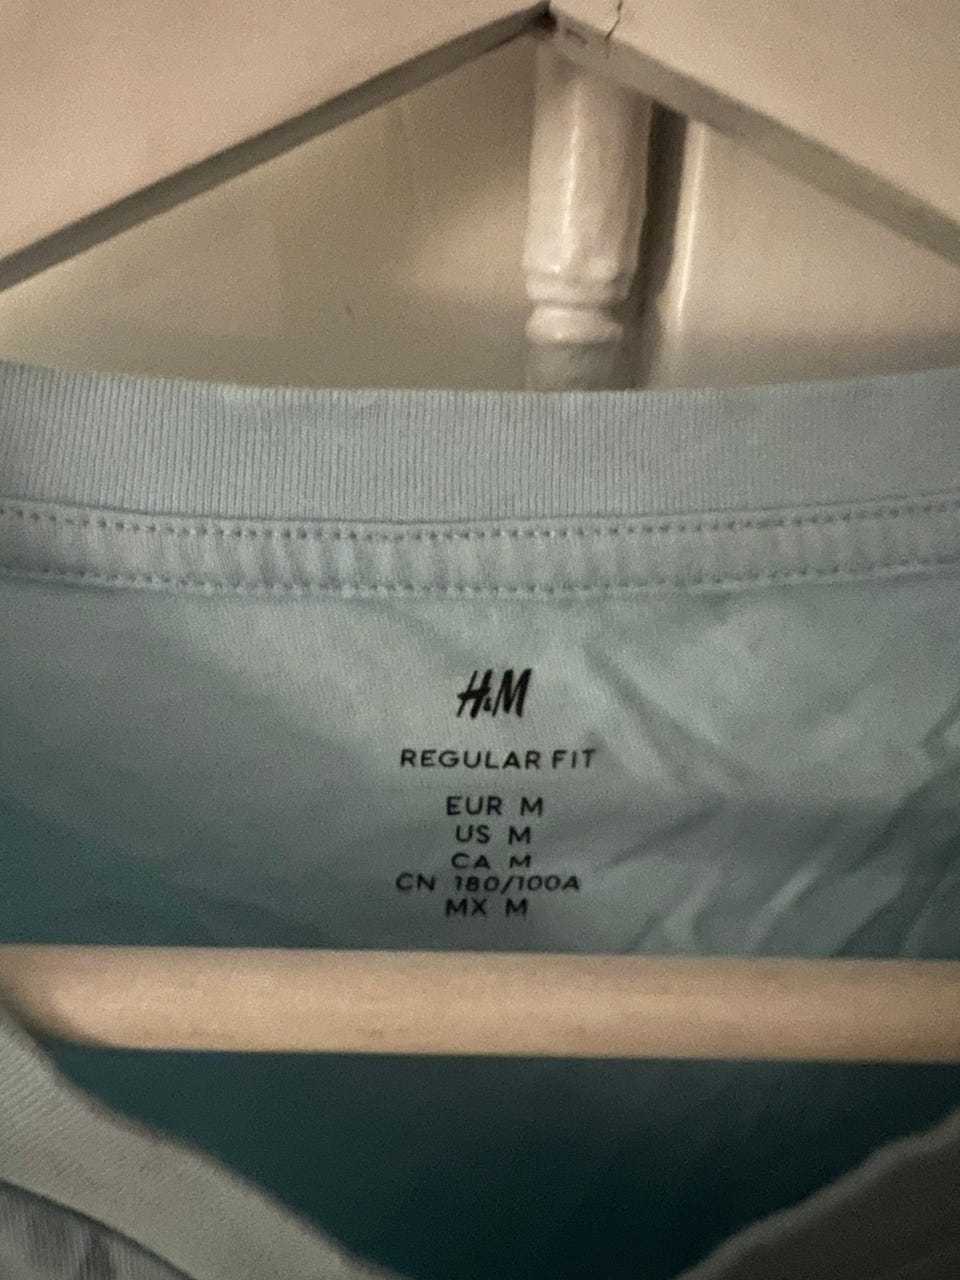 H&M
REGULAR FIT
EUR M
US M
CA M
CN 180/100A
MX M